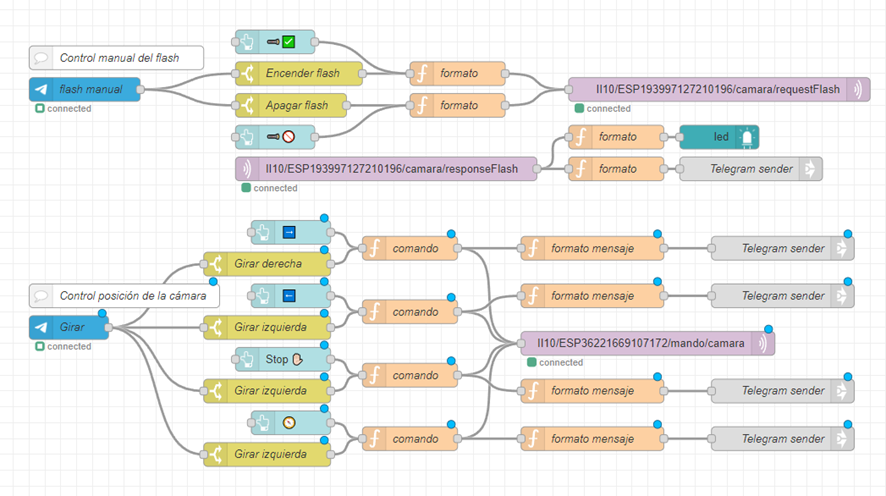 Control manual del flash
flash manual
connected
Encender flash
formato
Apagar flash
formato
II10/ESP193997127210196/camara/requestFlash
connected
II10/ESP193997127210196/camara/responseFlash
connected
formato
led
formato
Telegram sender
Control posición de la cámara
Girar
connected
Girar derecha
comando
formato mensaje
Telegram sender
Girar izquierda
comando
formato mensaje
Telegram sender
II10/ESP36221669107172/mando/camara
connected
Stop
Girar izquierda
comando
formato mensaje
Telegram sender
Girar izquierda
comando
formato mensaje
Telegram sender